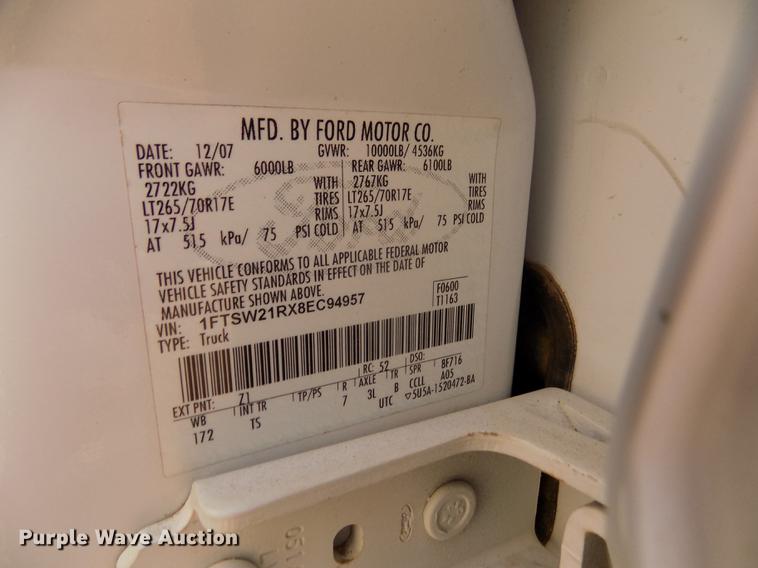 MFD. BY FORD MOTOR CO.
DATE: 12/07 GVWR: 10000LB/ 4536KG
FRONT GAWR: 6000LB REAR GAWR: 6100LB
2722KG WITH 2767KG WITH
LT265/70R17E TIRES LT265/70R17E TIRES
17x7.5J RIMS 17x7.5J RIMS
AT 515 kPa/ 75 PSI COLD AT 515 kPa/ 75 PSI COLD
THIS VEHICLE CONFORMS TO ALL APPLICABLE FEDERAL MOTOR
VEHICLE SAFETY STANDARDS IN EFFECT ON THE DATE OF
MANUFACTURE SHOWN ABOVE.
VIN: 1FTSW21RX8EC94957 F0600
TYPE: Truck T1163
EXT PNT: Z1 RC: 52 DSO:
WB INT TR TP/PS R AXLE TR SPR BF716
172 TS 7 3L B CCLL A05
UTC 5U5A-1520472-BA
Ford
051
Purple Wave Auction